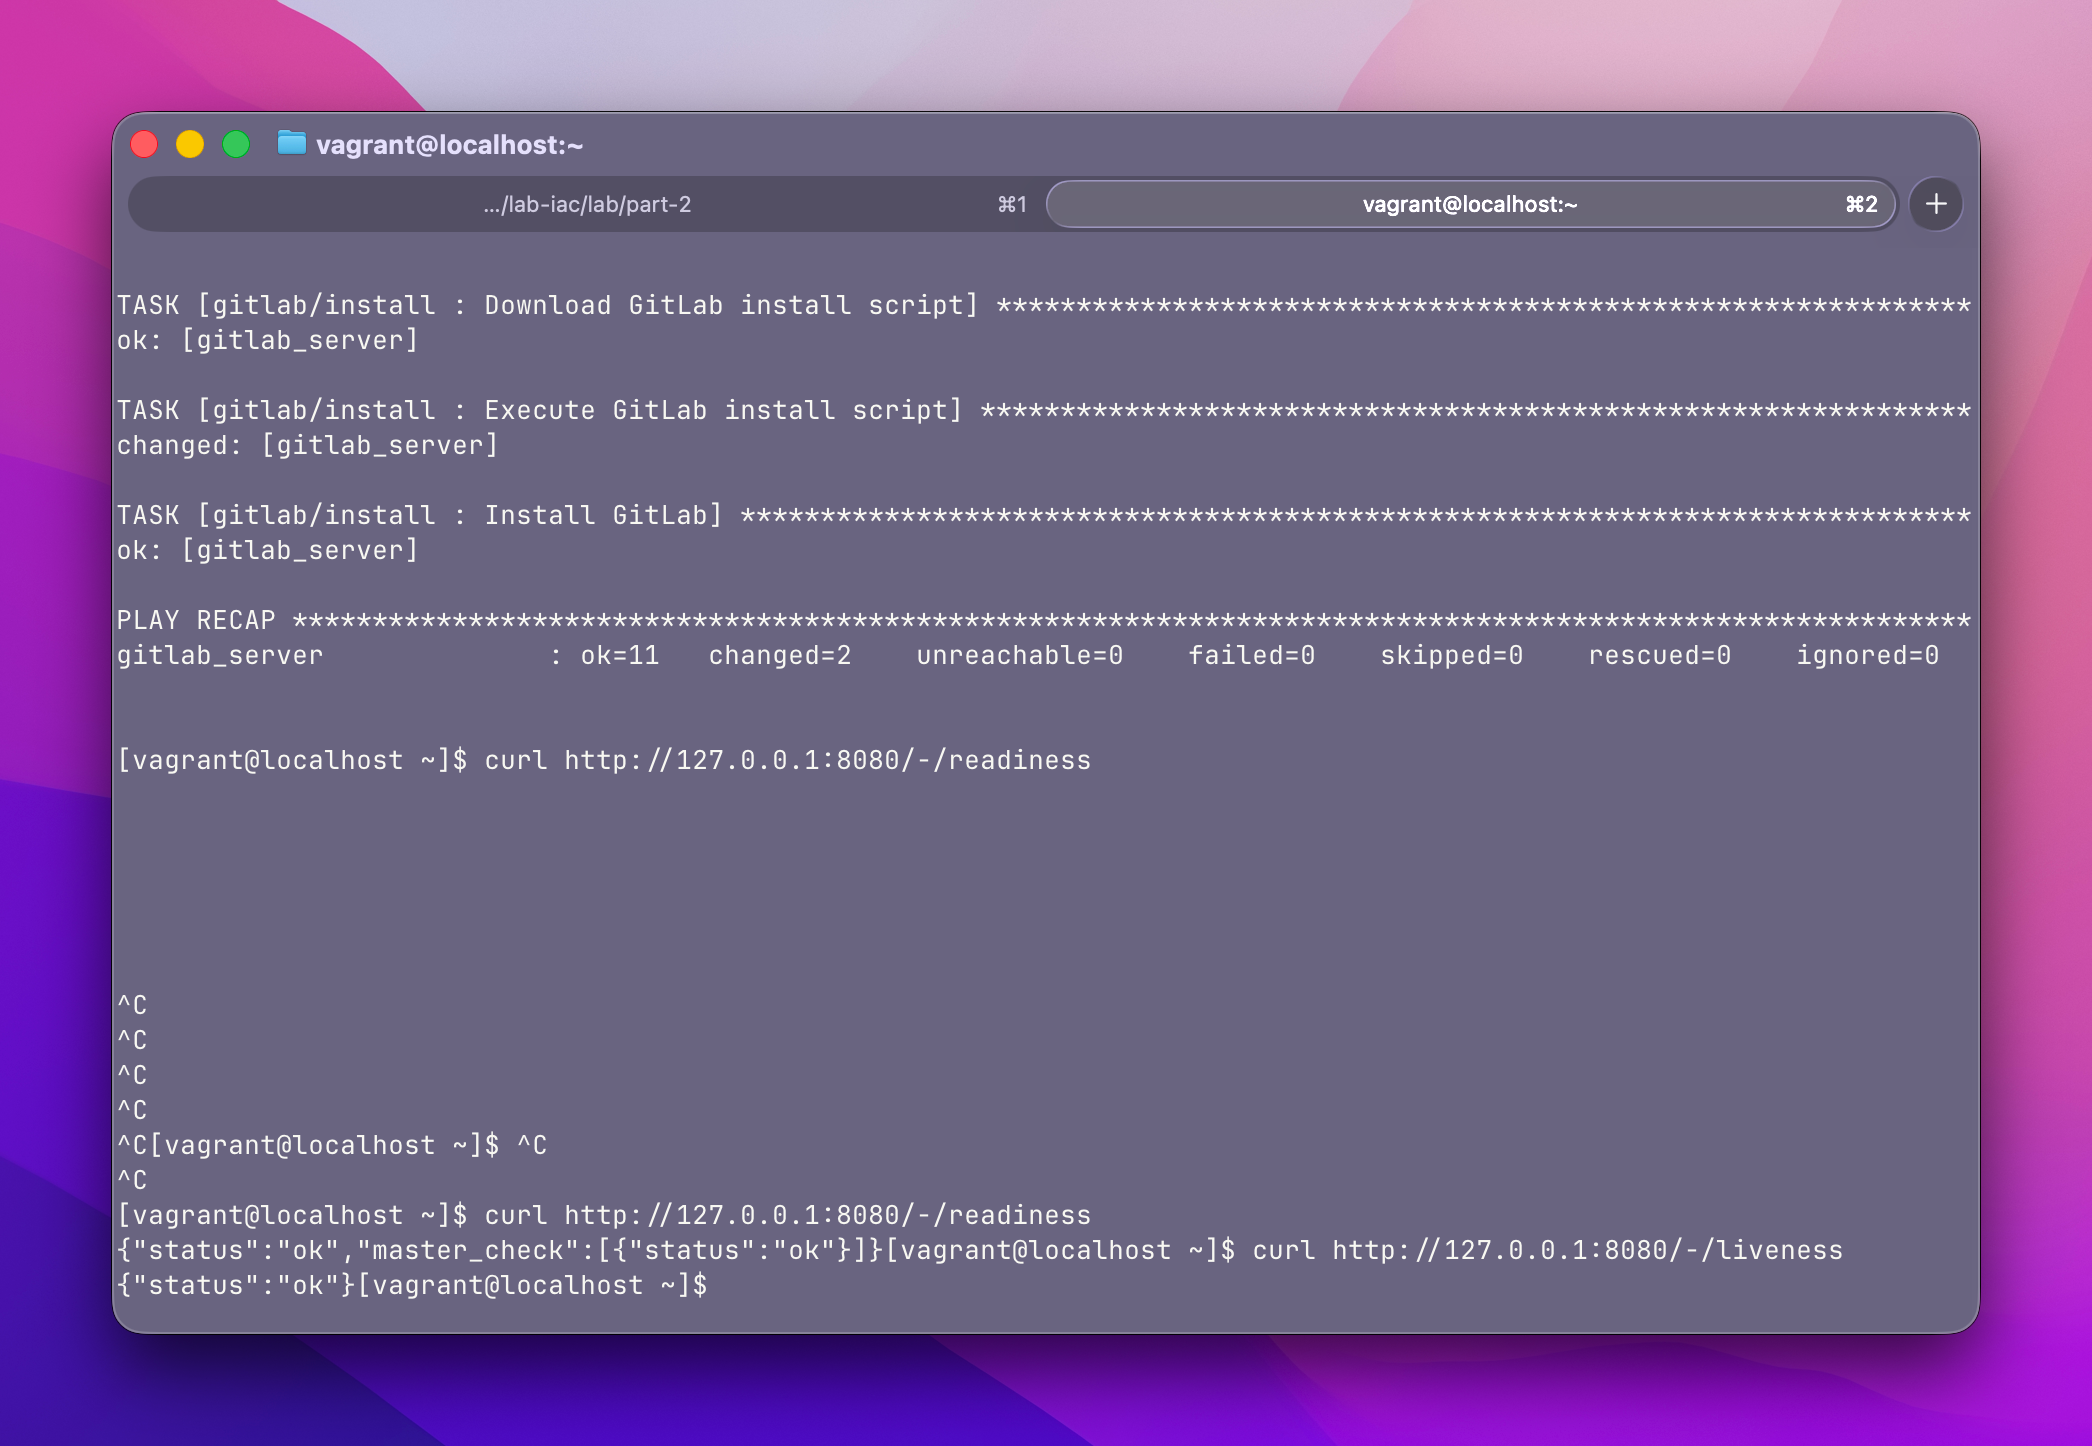 vagrant@localhost:~
.../lab-iac/lab/part-2 ⌘1 vagrant@localhost:~ ⌘2 +
TASK [gitlab/install : Download GitLab install script] *************************************************************
ok: [gitlab_server]
TASK [gitlab/install : Execute GitLab install script] **************************************************************
changed: [gitlab_server]
TASK [gitlab/install : Install GitLab] *****************************************************************************
ok: [gitlab_server]
PLAY RECAP *********************************************************************************************************
gitlab_server              : ok=11   changed=2    unreachable=0    failed=0    skipped=0    rescued=0    ignored=0
[vagrant@localhost ~]$ curl http://127.0.0.1:8080/-/readiness
^C
^C
^C
^C
^C[vagrant@localhost ~]$ ^C
^C
[vagrant@localhost ~]$ curl http://127.0.0.1:8080/-/readiness
{"status":"ok","master_check":[{"status":"ok"}]}[vagrant@localhost ~]$ curl http://127.0.0.1:8080/-/liveness
{"status":"ok"}[vagrant@localhost ~]$